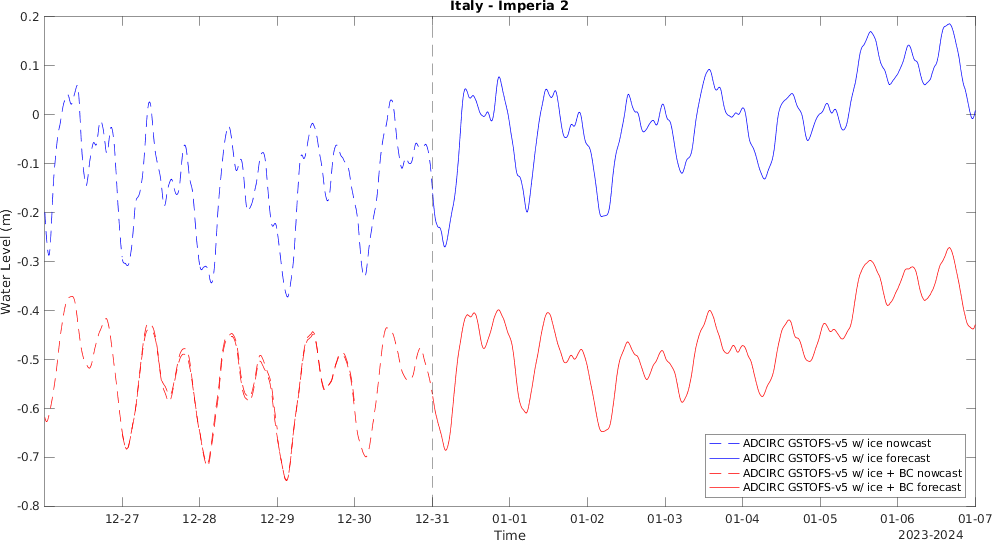 Italy - Imperia 2
Water Level (m)
0.2
0.1
0
-0.1
-0.2
-0.3
-0.4
-0.5
-0.6
-0.7
-0.8
12-27 12-28 12-29 12-30 12-31 01-01 01-02 01-03 01-04 01-05 01-06 01-07
Time
2023-2024
ADCIRC GSTOFS-v5 w/ ice nowcast
ADCIRC GSTOFS-v5 w/ ice forecast
ADCIRC GSTOFS-v5 w/ ice + BC nowcast
ADCIRC GSTOFS-v5 w/ ice + BC forecast